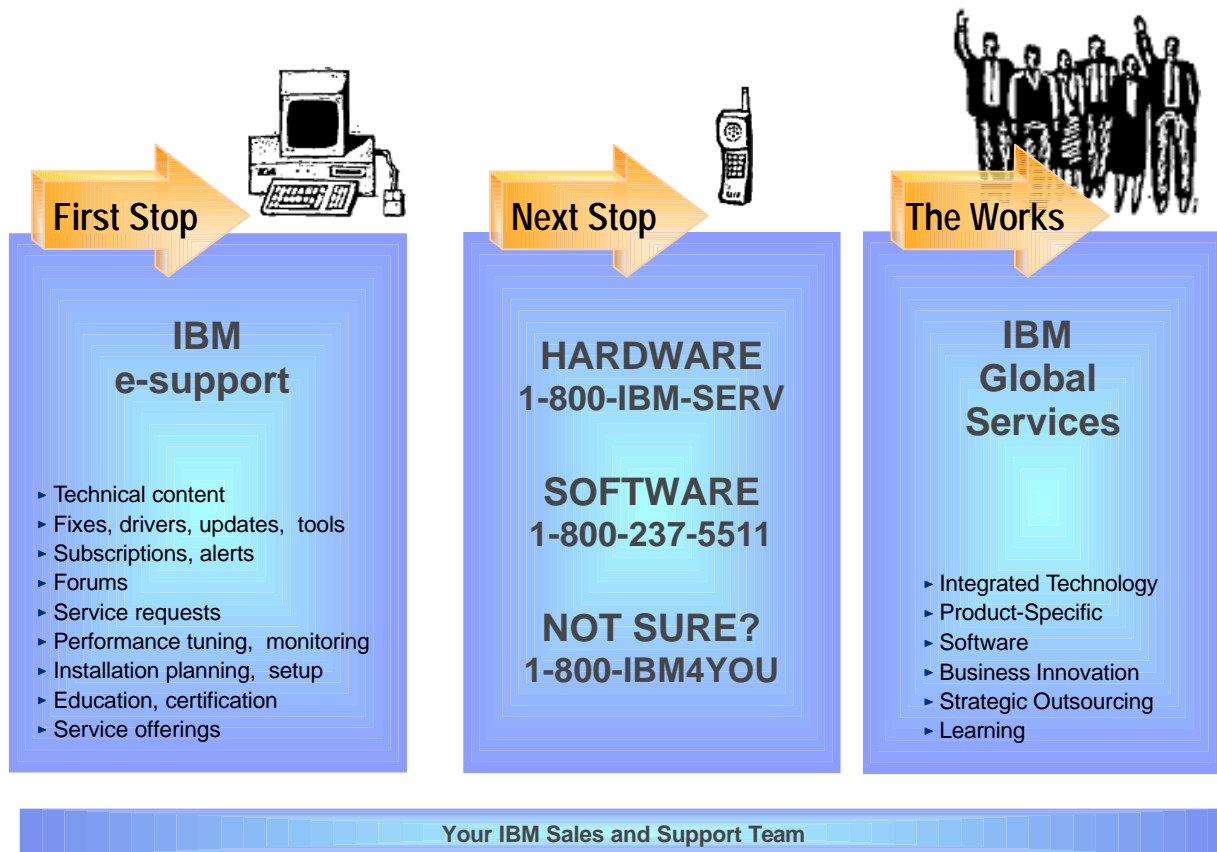 First Stop
IBM
e-support
▸ Technical content
▸ Fixes, drivers, updates, tools
▸ Subscriptions, alerts
▸ Forums
▸ Service requests
▸ Performance tuning, monitoring
▸ Installation planning, setup
▸ Education, certification
▸ Service offerings
Next Stop
HARDWARE
1-800-IBM-SERV
SOFTWARE
1-800-237-5511
NOT SURE?
1-800-IBM4YOU
The Works
IBM
Global
Services
▸ Integrated Technology
▸ Product-Specific
▸ Software
▸ Business Innovation
▸ Strategic Outsourcing
▸ Learning
Your IBM Sales and Support Team